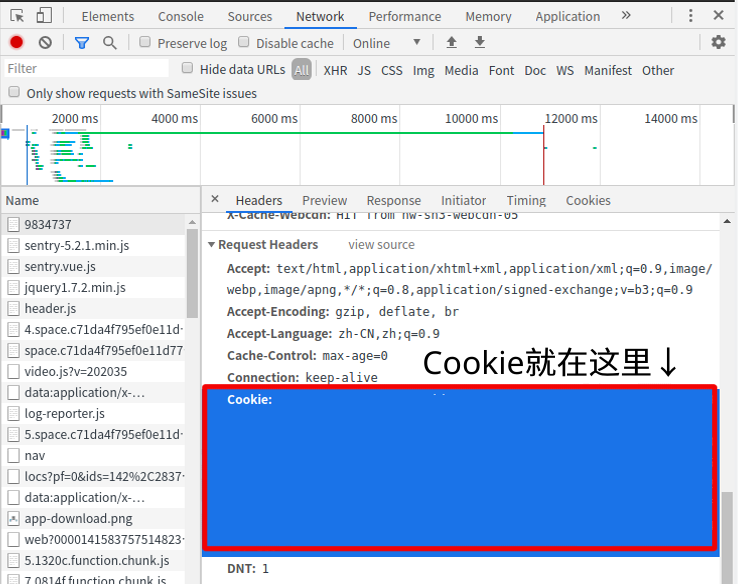 Elements Console Sources Network Performance Memory Application »
Preserve log Disable cache Online
Filter Hide data URLs All XHR JS CSS Img Media Font Doc WS Manifest Other
Only show requests with SameSite issues
2000 ms 4000 ms 6000 ms 8000 ms 10000 ms 12000 ms 14000 ms
Name
9834737
sentry-5.2.1.min.js
sentry.vue.js
jquery1.7.2.min.js
header.js
4.space.c71da4f795ef0e11d
space.c71da4f795ef0e11d77
video.js?v=202035
data:application/x-…
log-reporter.js
5.space.c71da4f795ef0e11d
nav
locs?pf=0&ids=142%2C2837
data:application/x-…
app-download.png
web?0000141583757514823
5.1320c.function.chunk.js
7.0814f.function.chunk.js
× Headers Preview Response Initiator Timing Cookies
X-Cache-Webcdn: HIT from hw-sh3-webcdn-05
Request Headers view source
Accept: text/html,application/xhtml+xml,application/xml;q=0.9,image/
webp,image/apng,*/*;q=0.8,application/signed-exchange;v=b3;q=0.9
Accept-Encoding: gzip, deflate, br
Accept-Language: zh-CN,zh;q=0.9
Cache-Control: max-age=0
Connection: keep-alive
Cookie就在这里↓
Cookie:
DNT: 1